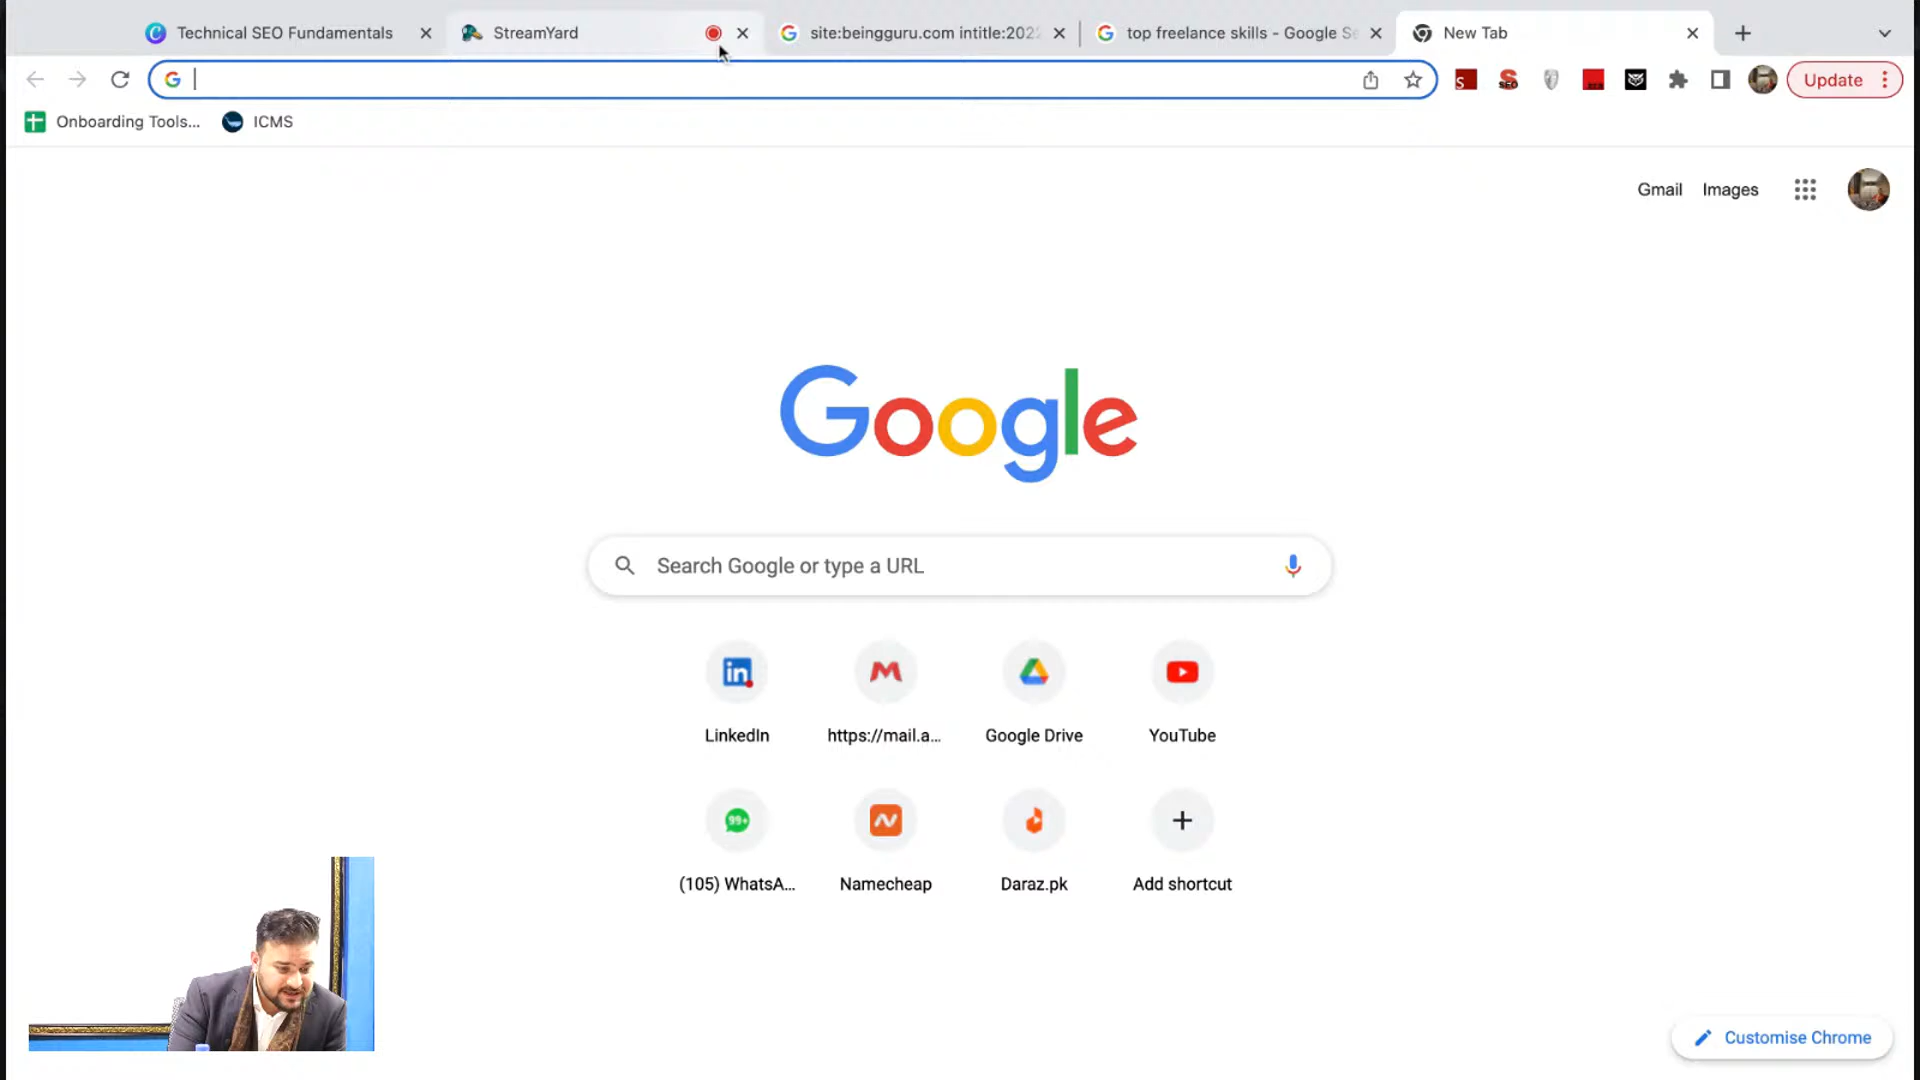 Technical SEO Fundamentals
StreamYard
site:beingguru.com intitle:202
top freelance skills - Google Se
New Tab
Update
Onboarding Tools...
ICMS
Gmail
Images
Google
Search Google or type a URL
LinkedIn
https://mail.a...
Google Drive
YouTube
99+
(105) WhatsA...
Namecheap
Daraz.pk
Add shortcut
Customise Chrome